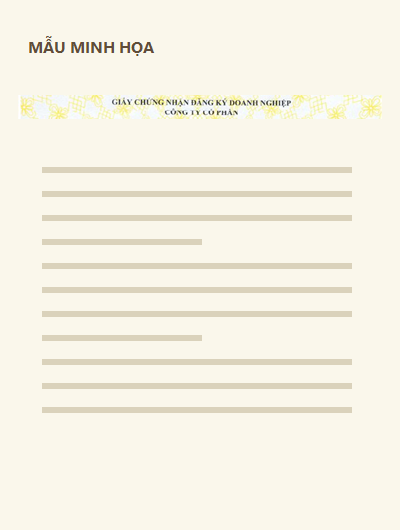 MẪU MINH HỌA
GIẤY CHỨNG NHẬN ĐĂNG KÝ DOANH NGHIỆP
CÔNG TY CỔ PHẦN